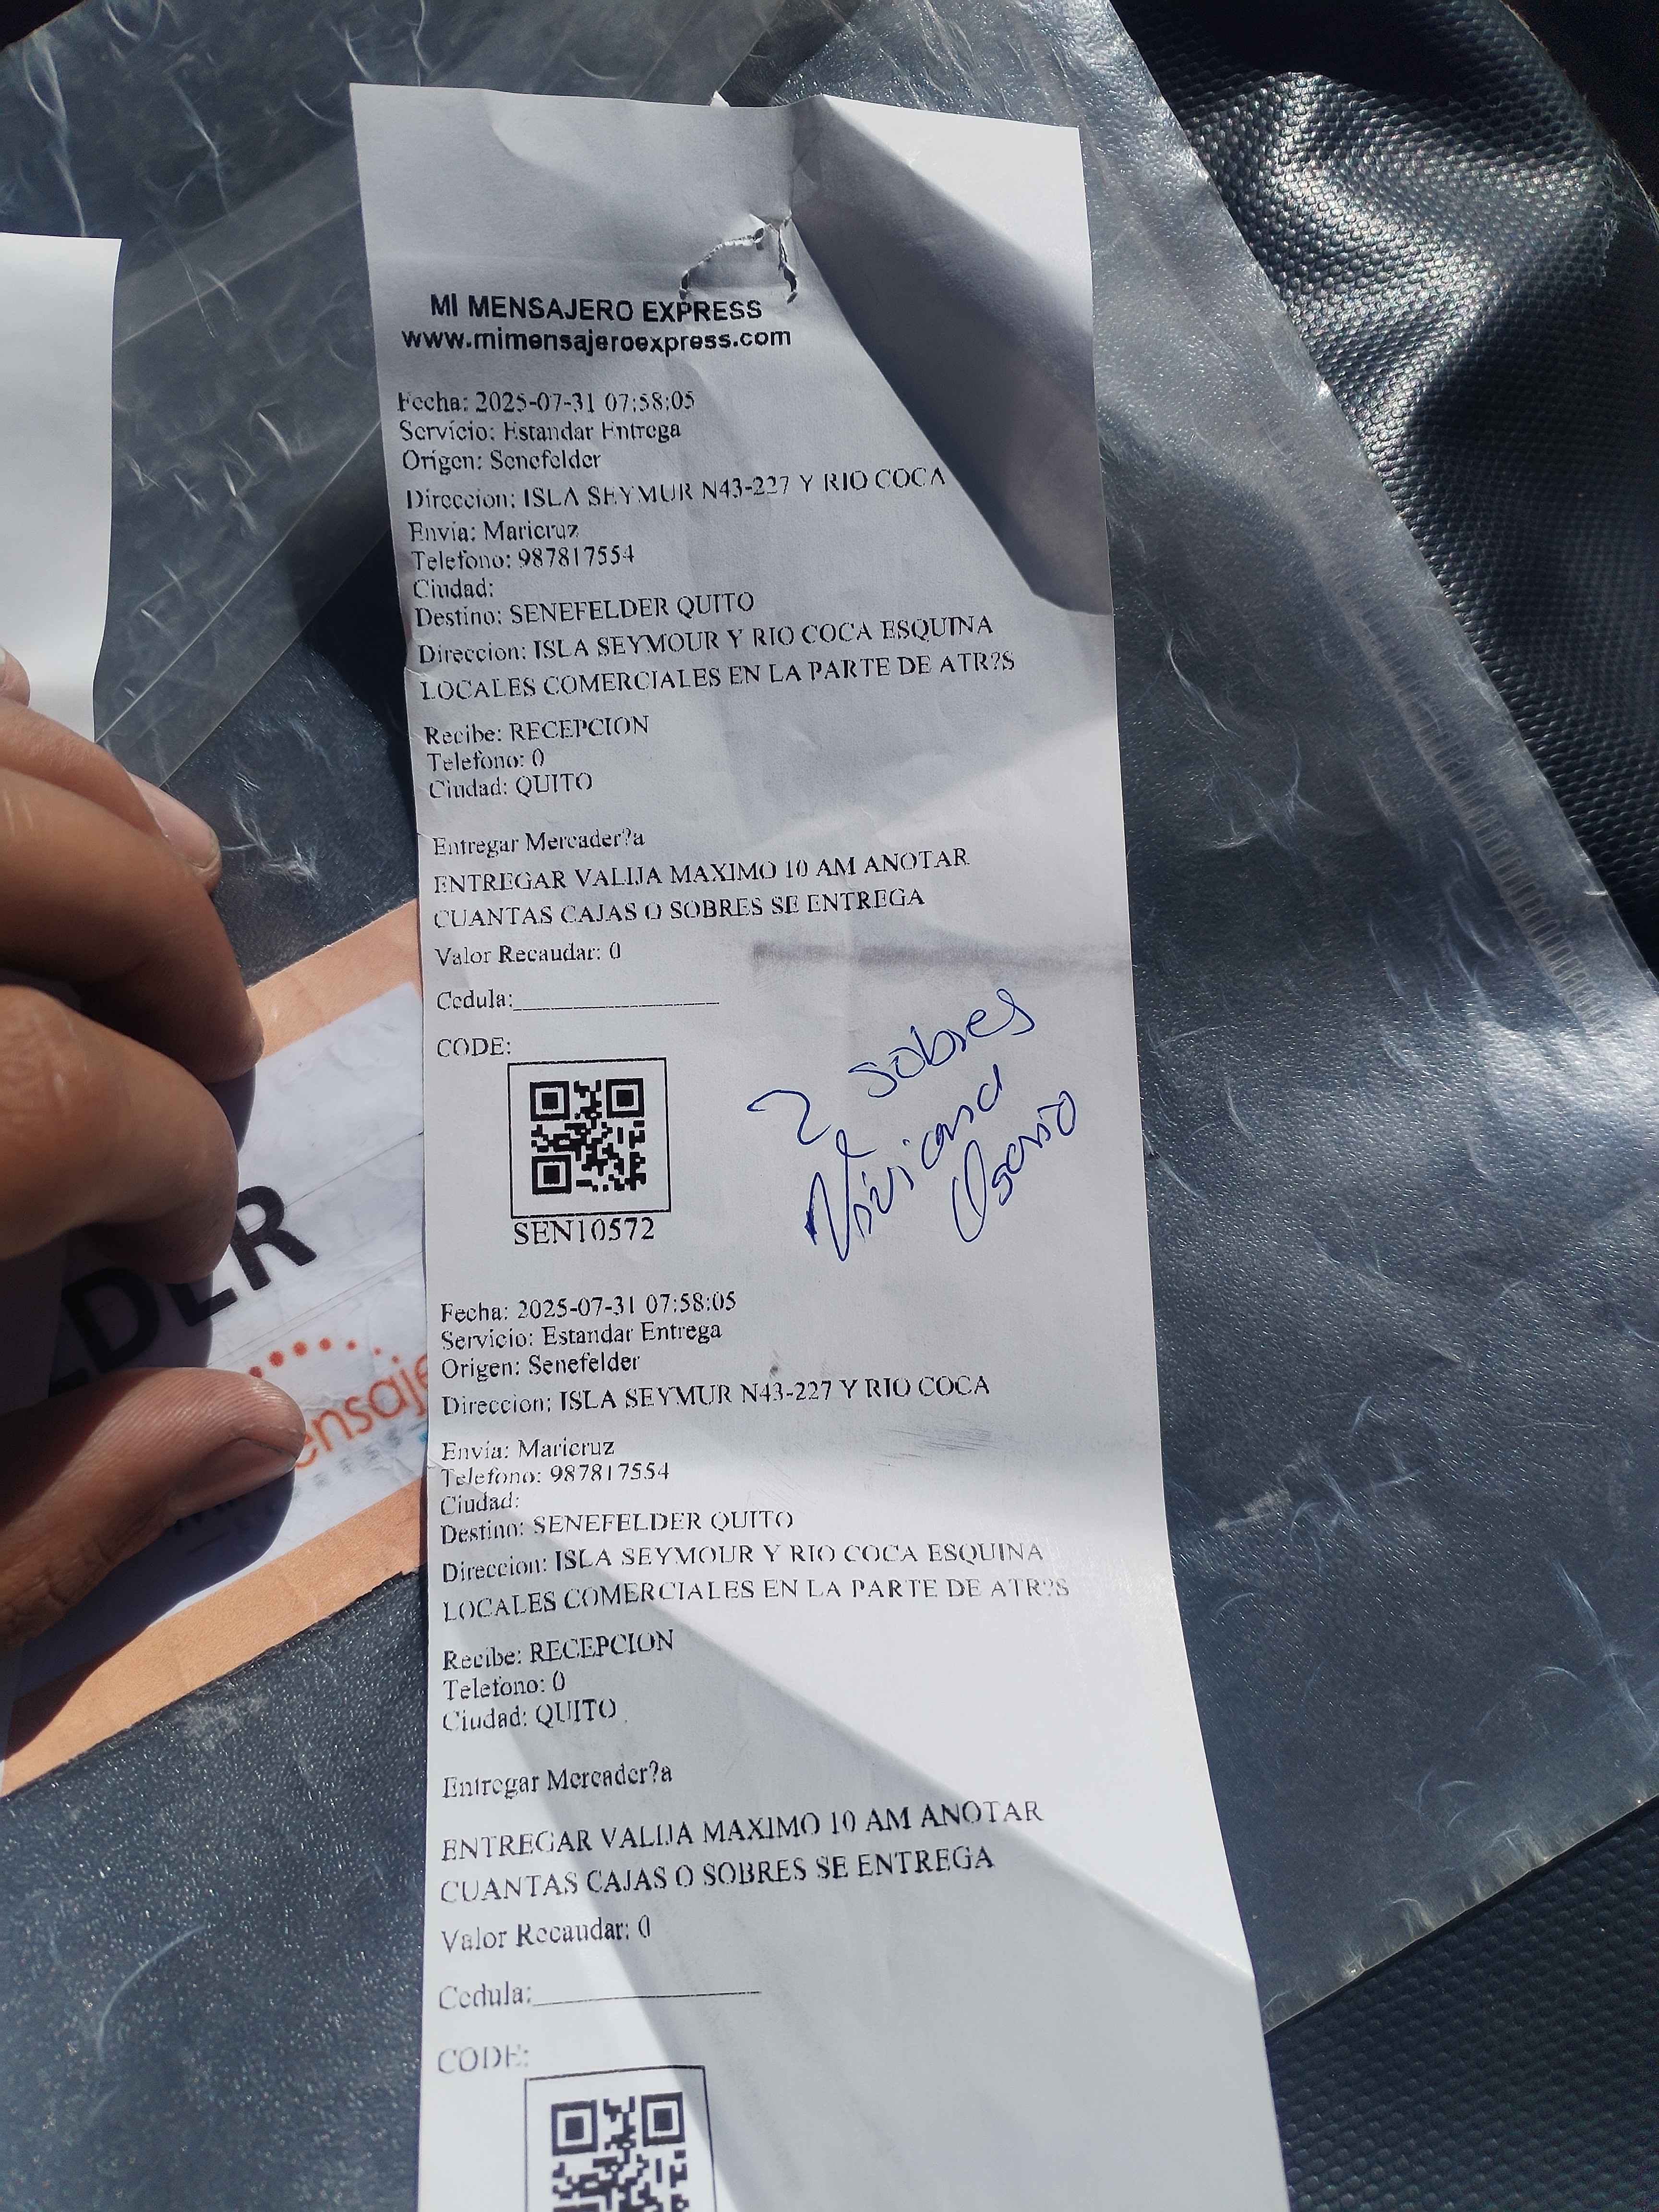 MI MENSAJERO EXPRESS
www.mimensajeroexpress.com
Fecha: 2025-07-31 07:58:05
Servicio: Estandar Entrega
Origen: Senefelder
Direccion: ISLA SEYMUR N43-227 Y RIO COCA
Envia: Maricruz
Telefono: 987817554
Ciudad:
Destino: SENEFELDER QUITO
Direccion: ISLA SEYMOUR Y RIO COCA ESQUINA
LOCALES COMERCIALES EN LA PARTE DE ATR?S
Recibe: RECEPCION
Telefono: 0
Ciudad: QUITO
Entregar Mercader?a
ENTREGAR VALIJA MAXIMO 10 AM ANOTAR
CUANTAS CAJAS O SOBRES SE ENTREGA
Valor Recaudar: 0
Cedula:
CODE:
SEN10572
2 sobres
Viviana
Osorio
Fecha: 2025-07-31 07:58:05
Servicio: Estandar Entrega
Origen: Senefelder
Direccion: ISLA SEYMUR N43-227 Y RIO COCA
Envia: Maricruz
Telefono: 987817554
Ciudad:
Destino: SENEFELDER QUITO
Direccion: ISLA SEYMOUR Y RIO COCA ESQUINA
LOCALES COMERCIALES EN LA PARTE DE ATR?S
Recibe: RECEPCION
Telefono: 0
Ciudad: QUITO
Entregar Mercader?a
ENTREGAR VALIJA MAXIMO 10 AM ANOTAR
CUANTAS CAJAS O SOBRES SE ENTREGA
Valor Recaudar: 0
Cedula:
CODE:
DER
ensaje